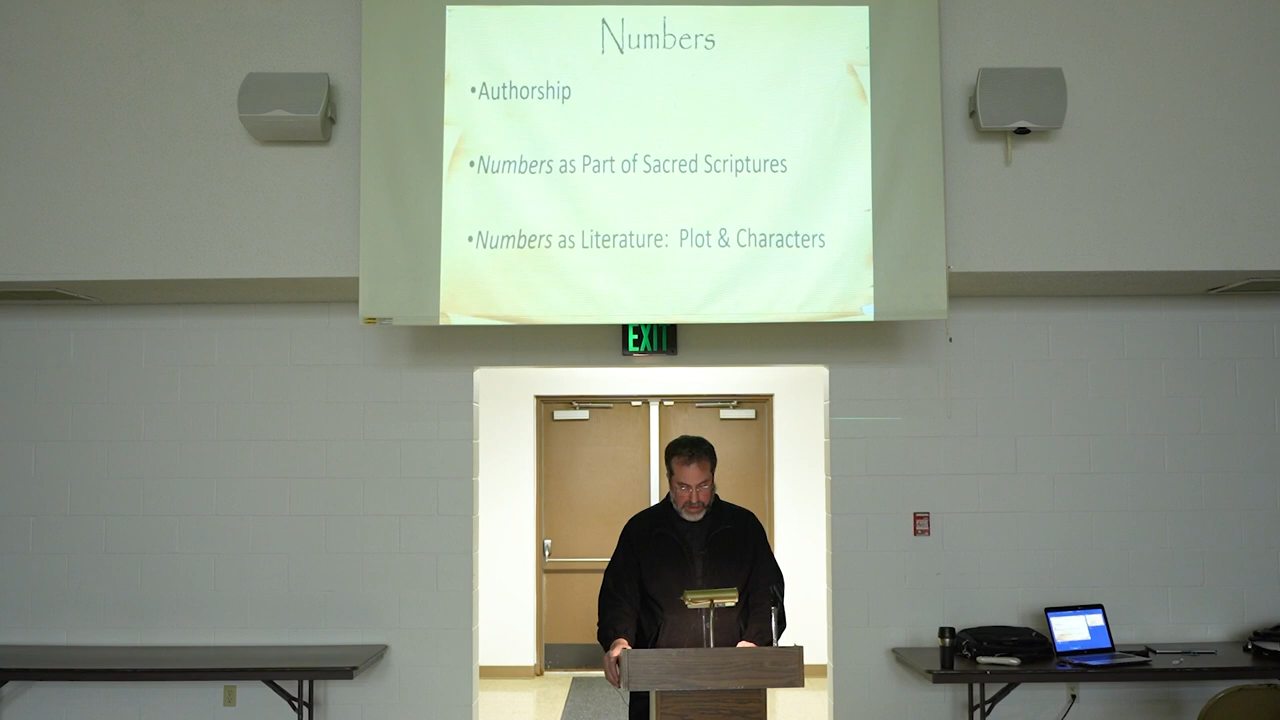 Numbers
•Authorship
•Numbers as Part of Sacred Scriptures
•Numbers as Literature: Plot & Characters
EXIT